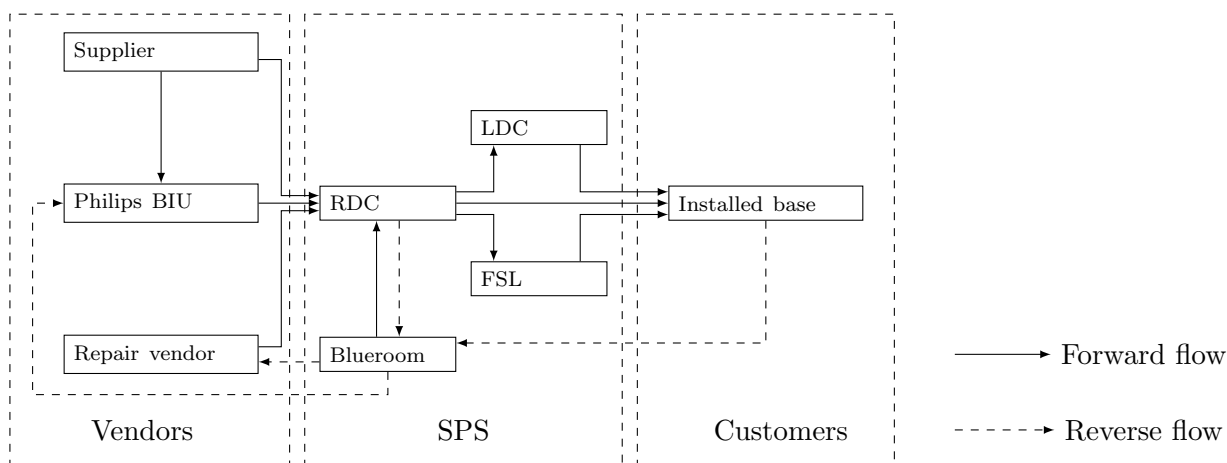 Supplier
LDC
Philips BIU
RDC
Installed base
FSL
Repair vendor
Blueroom
Forward flow
Vendors
SPS
Customers
Reverse flow